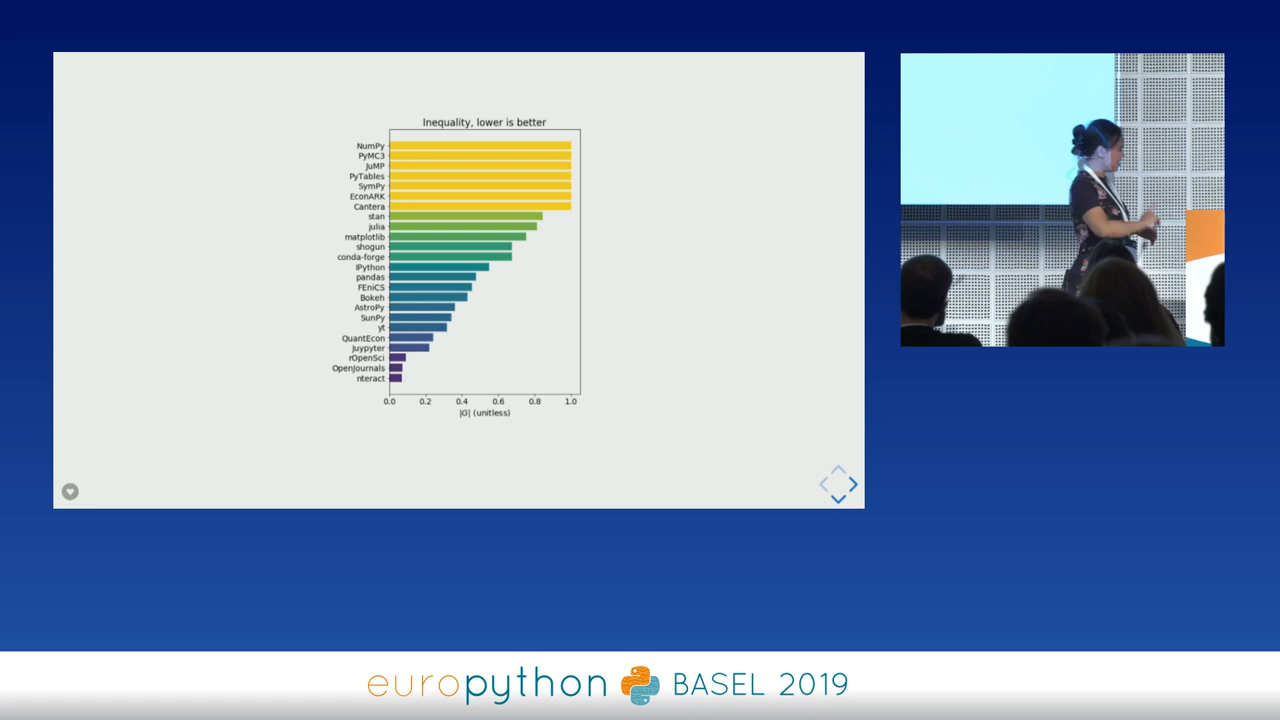 Inequality, lower is better
NumPy
PyMC3
JuMP
PyTables
SymPy
EconARK
Cantera
stan
julia
matplotlib
shogun
conda-forge
IPython
pandas
FEniCS
Bokeh
AstroPy
SunPy
yt
QuantEcon
Juypyter
rOpenSci
OpenJournals
nteract
0.0 0.2 0.4 0.6 0.8 1.0
|G| (unitless)
europython BASEL 2019